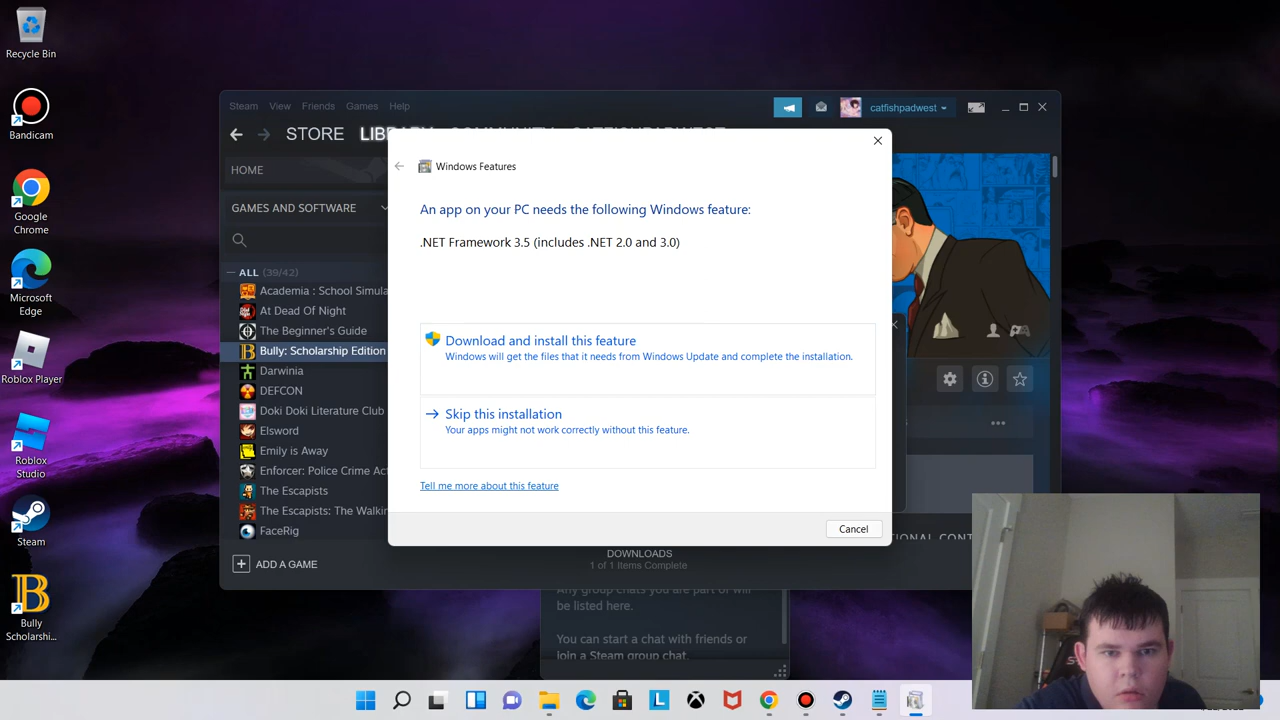 Recycle Bin
Bandicam
Google
Chrome
Microsoft
Edge
Roblox Player
Roblox
Studio
Steam
Bully
Scholarshi...
Steam View Friends Games Help
catfishpadwest
STORE LIBRARY COMMUNITY CATFISHPADWEST
HOME
GAMES AND SOFTWARE
ALL (39/42)
Academia : School Simula
At Dead Of Night
The Beginner's Guide
Bully: Scholarship Edition
Darwinia
DEFCON
Doki Doki Literature Club
Elsword
Emily is Away
Enforcer: Police Crime Act
The Escapists
The Escapists: The Walkin
FaceRig
ADD A GAME
Windows Features
An app on your PC needs the following Windows feature:
.NET Framework 3.5 (includes .NET 2.0 and 3.0)
Download and install this feature
Windows will get the files that it needs from Windows Update and complete the installation.
Skip this installation
Your apps might not work correctly without this feature.
Tell me more about this feature
Cancel
DOWNLOADS
1 of 1 Items Complete
Any group chats you are part of will
be listed here.
You can start a chat with friends or
join a Steam group chat.